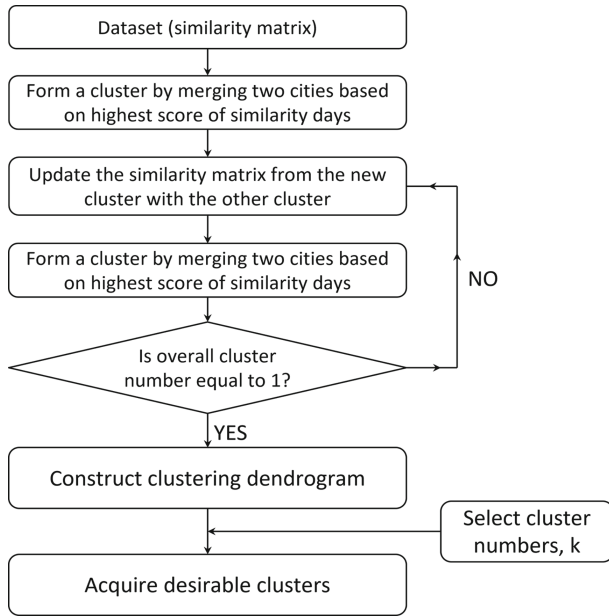 Dataset (similarity matrix)
Form a cluster by merging two cities based
on highest score of similarity days
Update the similarity matrix from the new
cluster with the other cluster
Form a cluster by merging two cities based
on highest score of similarity days
NO
Is overall cluster
number equal to 1?
YES
Construct clustering dendrogram
Select cluster
numbers, k
Acquire desirable clusters